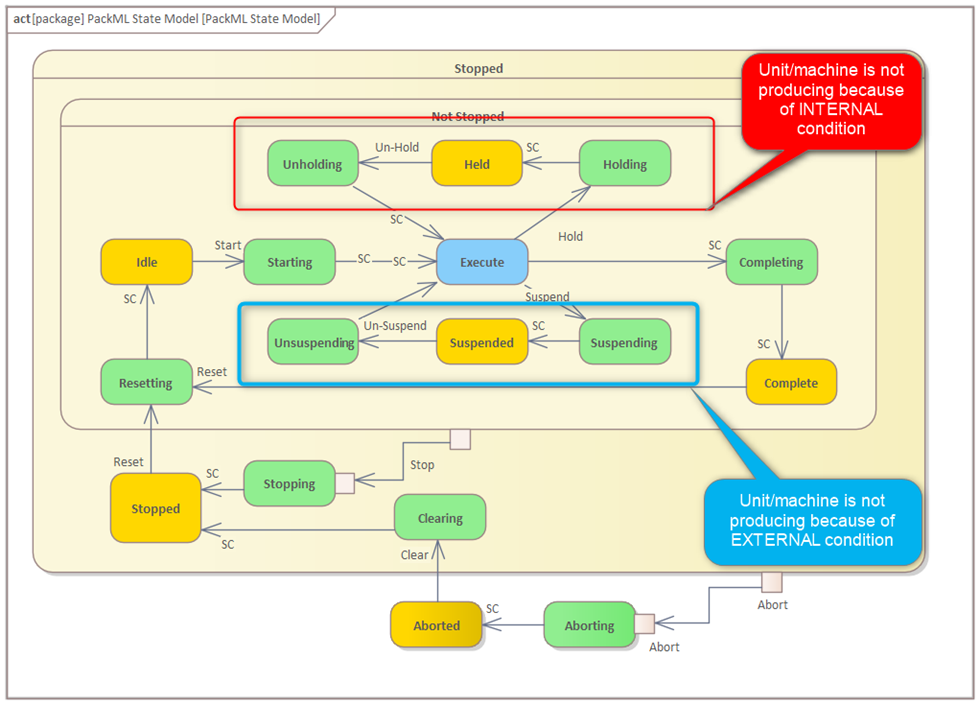 act[package] PackML State Model [PackML State Model]
Stopped
Unit/machine is not
producing because
of INTERNAL
condition
Not Stopped
Unholding
Un-Hold
Held
SC
Holding
SC
Hold
Idle
Start
Starting
SC
SC
Execute
SC
Completing
SC
Suspend
Unsuspending
Un-Suspend
Suspended
SC
Suspending
SC
Resetting
Reset
Complete
Reset
Stop
Stopped
SC
Stopping
Unit/machine is not
producing because of
EXTERNAL condition
Clearing
SC
Clear
Aborted
SC
Aborting
Abort
Abort